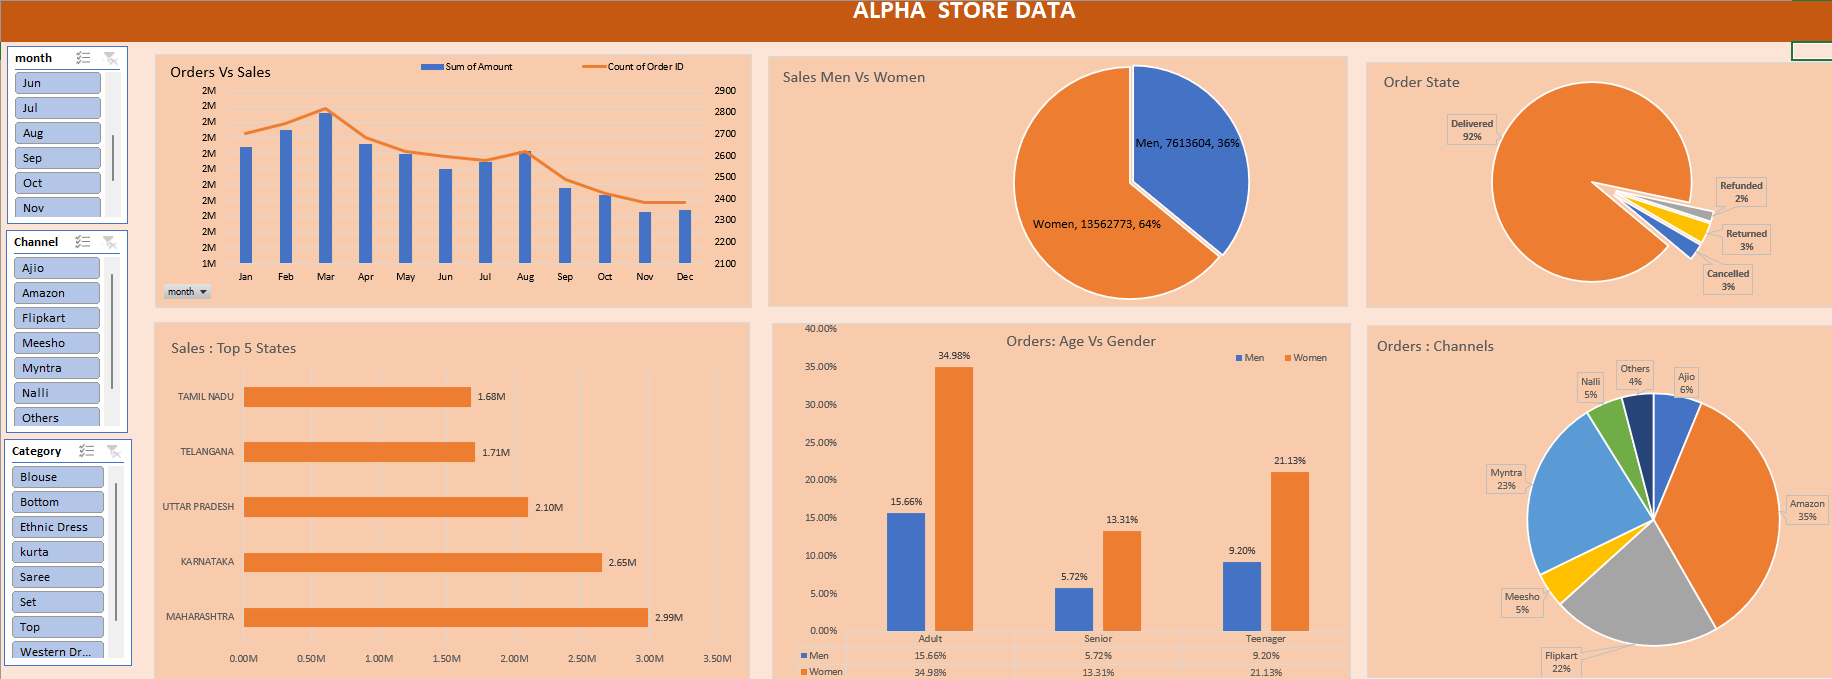 ALPHA  STORE DATA
month
Jun
Jul
Aug
Sep
Oct
Nov
Channel
Ajio
Amazon
Flipkart
Meesho
Myntra
Nalli
Others
Category
Blouse
Bottom
Ethnic Dress
kurta
Saree
Set
Top
Western Dr...
Orders Vs Sales
Sum of Amount
Count of Order ID
2M
2M
2M
2M
2M
2M
2M
2M
2M
2M
2M
1M
2900
2800
2700
2600
2500
2400
2300
2200
2100
Jan Feb Mar Apr May Jun Jul Aug Sep Oct Nov Dec
month
Sales Men Vs Women
Men, 7613604, 36%
Women, 13562773, 64%
Order State
Delivered
92%
Refunded
2%
Returned
3%
Cancelled
3%
Sales : Top 5 States
TAMIL NADU 1.68M
TELANGANA 1.71M
UTTAR PRADESH 2.10M
KARNATAKA 2.65M
MAHARASHTRA 2.99M
0.00M 0.50M 1.00M 1.50M 2.00M 2.50M 3.00M 3.50M
Orders: Age Vs Gender
Men Women
40.00%
35.00%
30.00%
25.00%
20.00%
15.00%
10.00%
5.00%
0.00%
15.66%
34.98%
5.72%
13.31%
9.20%
21.13%
Adult Senior Teenager
Men 15.66% 5.72% 9.20%
Women 34.98% 13.31% 21.13%
Orders : Channels
Others
4%
Ajio
6%
Nalli
5%
Myntra
23%
Amazon
35%
Meesho
5%
Flipkart
22%